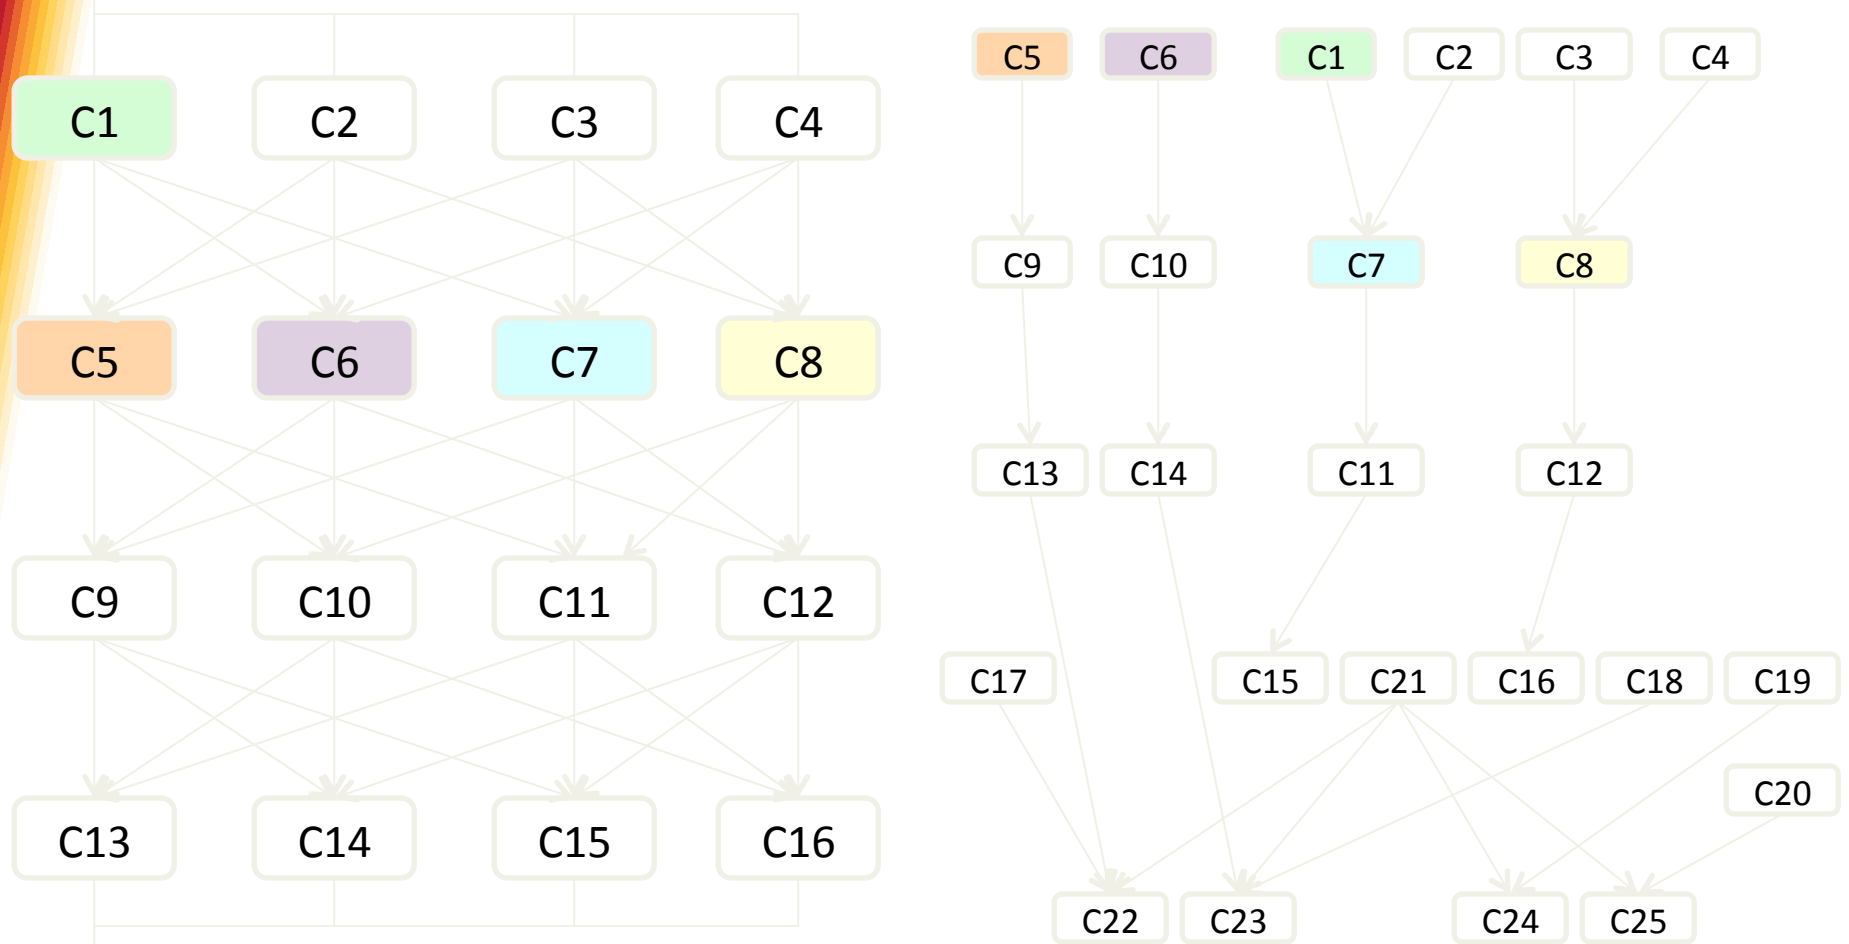 C1 C2 C3 C4
C5 C6 C7 C8
C9 C10 C11 C12
C13 C14 C15 C16
C5 C6 C1 C2 C3 C4
C9 C10 C7 C8
C13 C14 C11 C12
C17 C15 C21 C16 C18 C19
C20
C22 C23 C24 C25